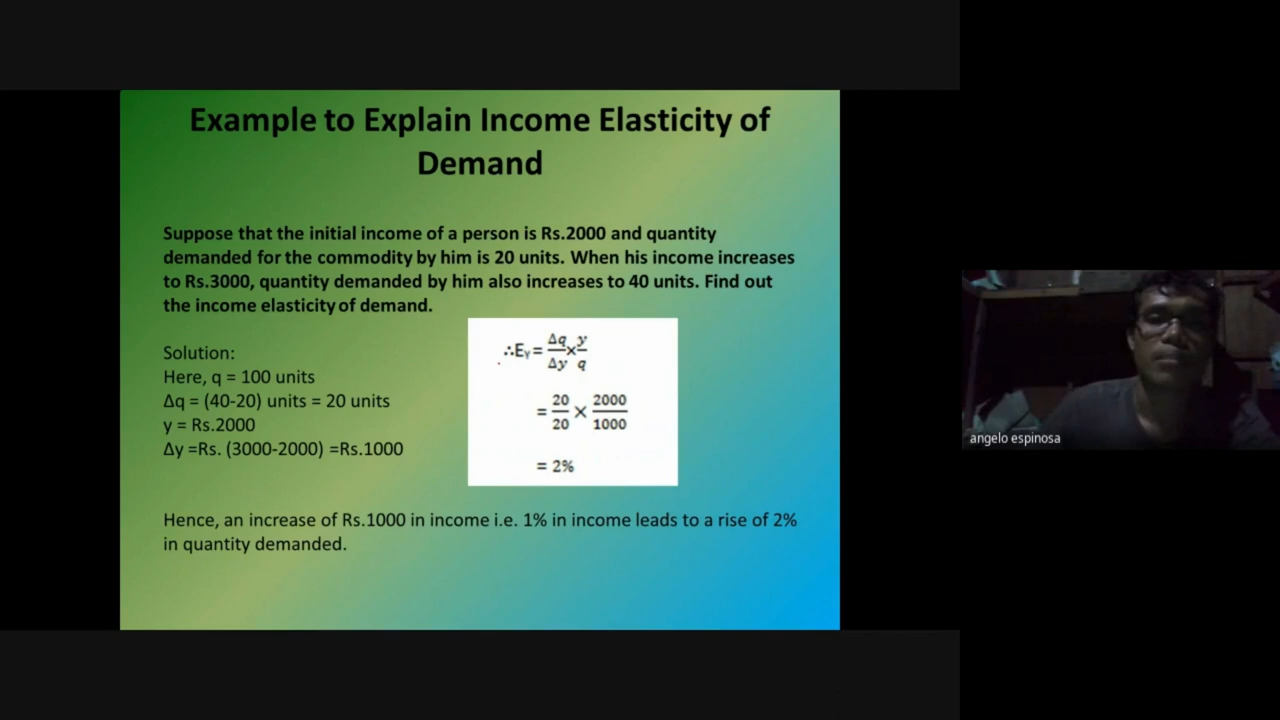 Example to Explain Income Elasticity of
Demand
Suppose that the initial income of a person is Rs.2000 and quantity
demanded for the commodity by him is 20 units. When his income increases
to Rs.3000, quantity demanded by him also increases to 40 units. Find out
the income elasticity of demand.
Solution:
Here, q = 100 units
Δq = (40-20) units = 20 units
y = Rs.2000
Δy =Rs. (3000-2000) =Rs.1000
∴Eᵧ= Δq/Δy × y/q
= 20/20 × 2000/1000
= 2%
Hence, an increase of Rs.1000 in income i.e. 1% in income leads to a rise of 2%
in quantity demanded.
angelo espinosa